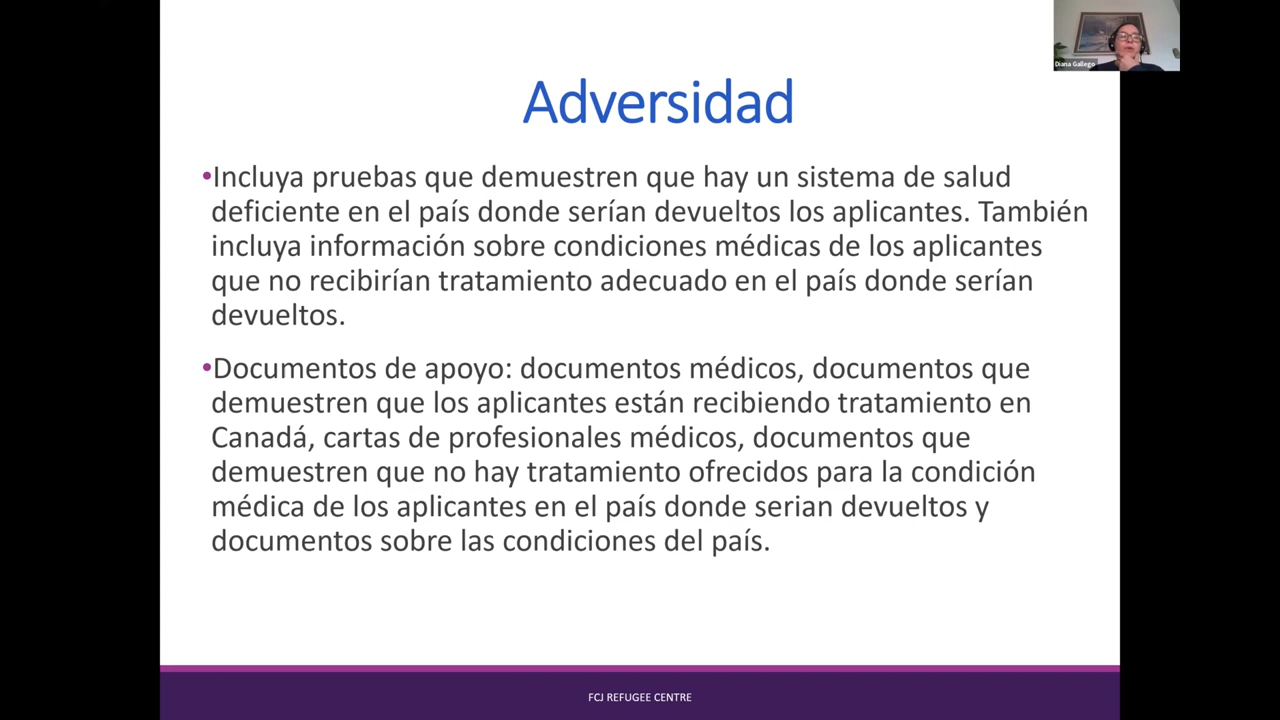 Diana Gallego
Adversidad
•Incluya pruebas que demuestren que hay un sistema de salud
deficiente en el país donde serían devueltos los aplicantes. También
incluya información sobre condiciones médicas de los aplicantes
que no recibirían tratamiento adecuado en el país donde serían
devueltos.
•Documentos de apoyo: documentos médicos, documentos que
demuestren que los aplicantes están recibiendo tratamiento en
Canadá, cartas de profesionales médicos, documentos que
demuestren que no hay tratamiento ofrecidos para la condición
médica de los aplicantes en el país donde serian devueltos y
documentos sobre las condiciones del país.
FCJ REFUGEE CENTRE